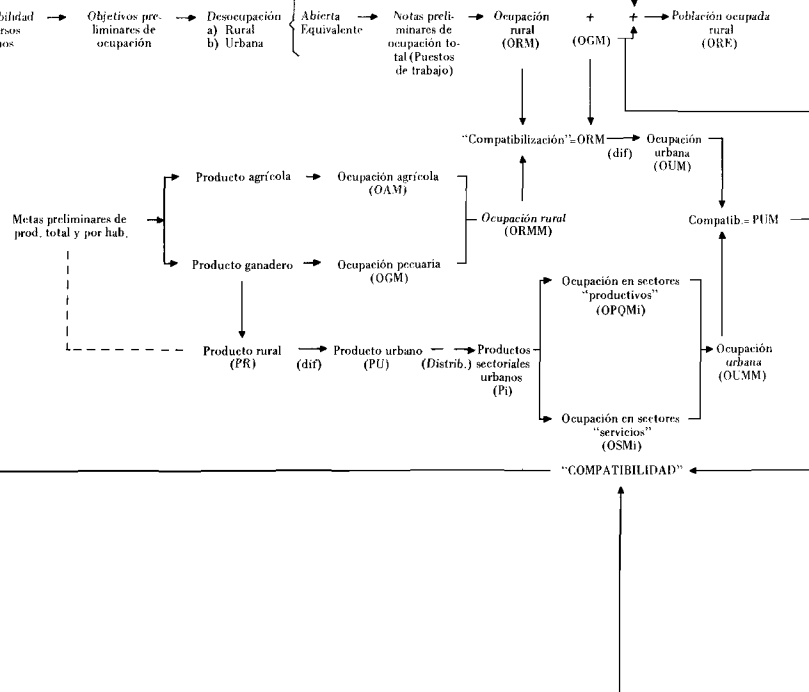 Objetivos pre-
liminares de
ocupación
Desocupación
a) Rural
b) Urbana
Abierta
Equivalente
Notas preli-
minares de
ocupación to-
tal (Puestos
de trabajo)
Ocupación
rural
(ORM)
+
(OGM)
+
Población ocupada
rural
(ORE)
"Compatibilización"=ORM
(dif)
Ocupación
urbana
(OUM)
Metas preliminares de
prod. total y por hab.
Producto agrícola
Ocupación agrícola
(OAM)
Producto ganadero
Ocupación pecuaria
(OGM)
Ocupación rural
(ORMM)
Compatib.= PUM
Producto rural
(PR)
(dif)
Producto urbano
(PU)
(Distrib.)
Productos
sectoriales
urbanos
(Pi)
Ocupación en sectores
"productivos"
(OPQMi)
Ocupación en sectores
"servicios"
(OSMi)
Ocupación
urbana
(OUMM)
"COMPATIBILIDAD"